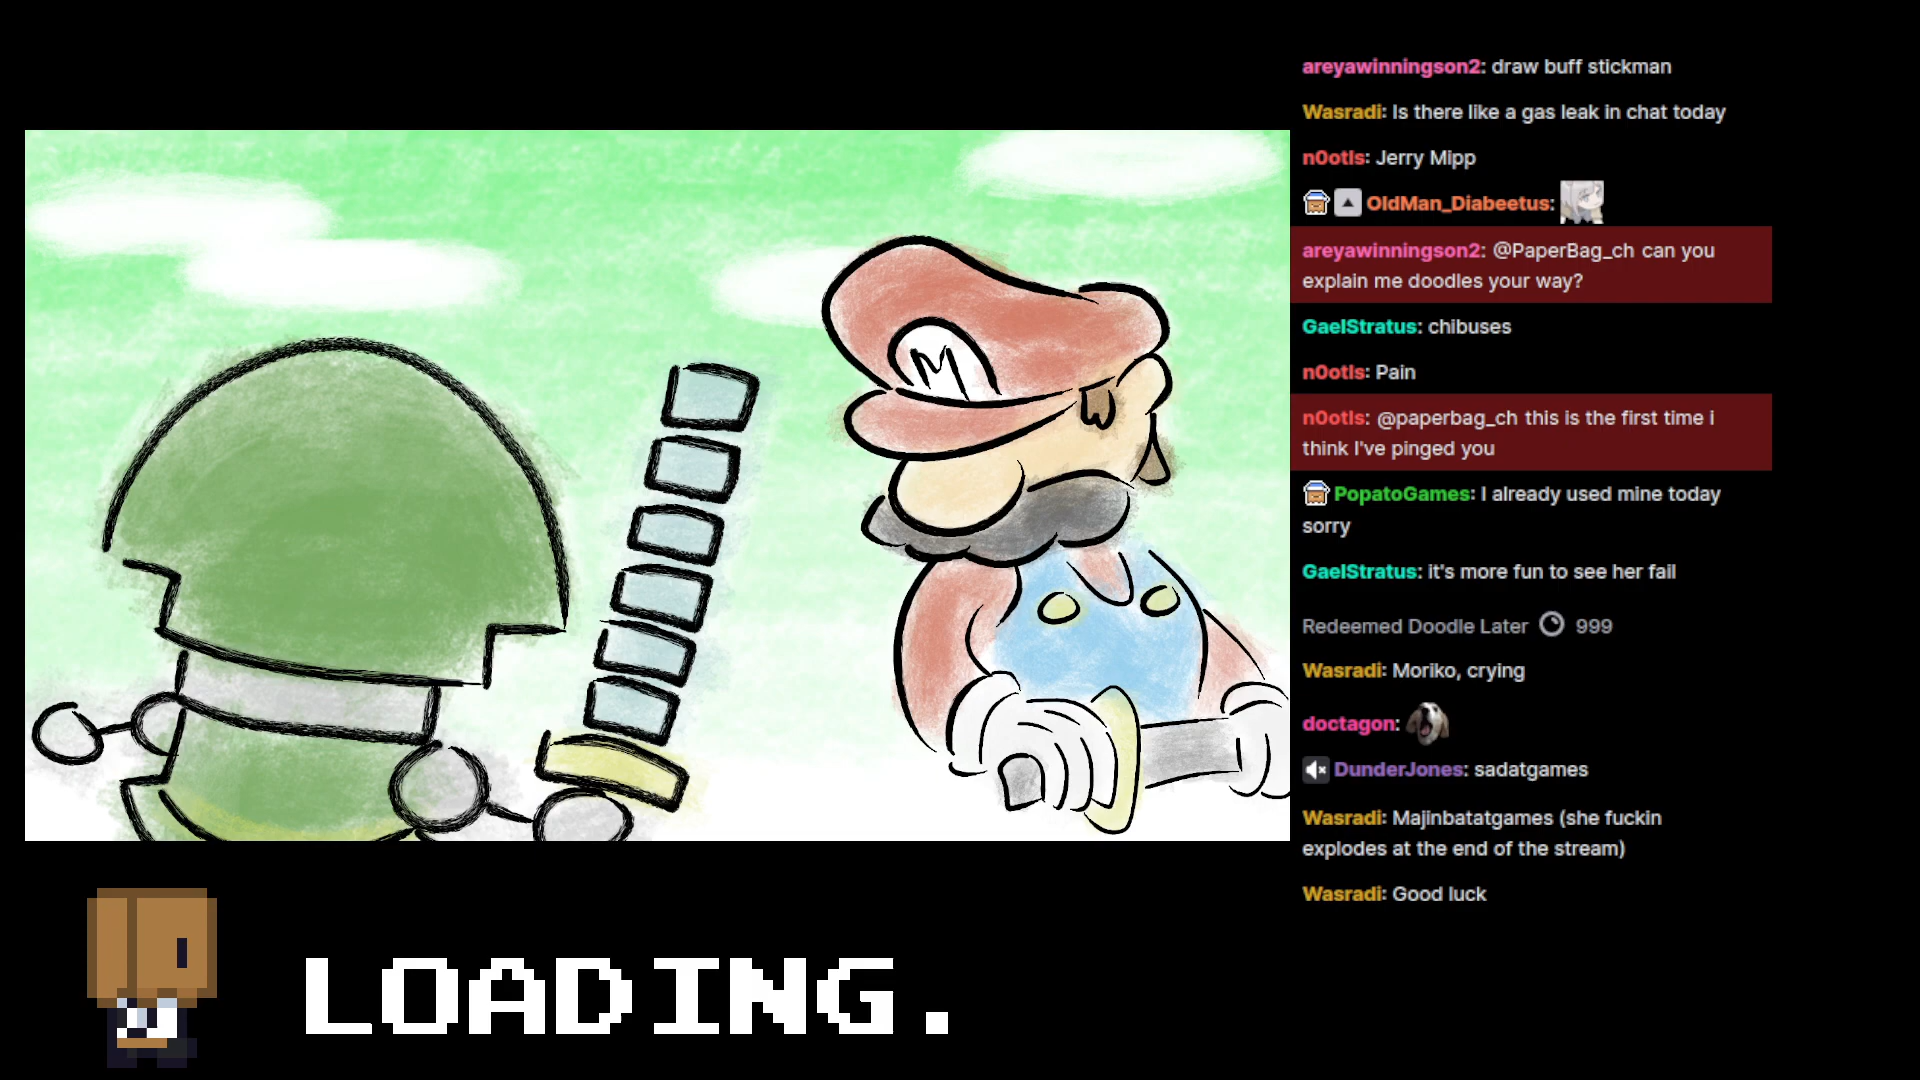 areyawinningson2: draw buff stickman
Wasradi: Is there like a gas leak in chat today
n0otls: Jerry Mipp
OldMan_Diabeetus:
areyawinningson2: @PaperBag_ch can you
explain me doodles your way?
GaelStratus: chibuses
n0otls: Pain
n0otls: @paperbag_ch this is the first time i
think I've pinged you
PopatoGames: I already used mine today
sorry
GaelStratus: it's more fun to see her fail
Redeemed Doodle Later 999
Wasradi: Moriko, crying
doctagon:
DunderJones: sadatgames
Wasradi: Majinbatatgames (she fuckin
explodes at the end of the stream)
Wasradi: Good luck
M
LOADING.